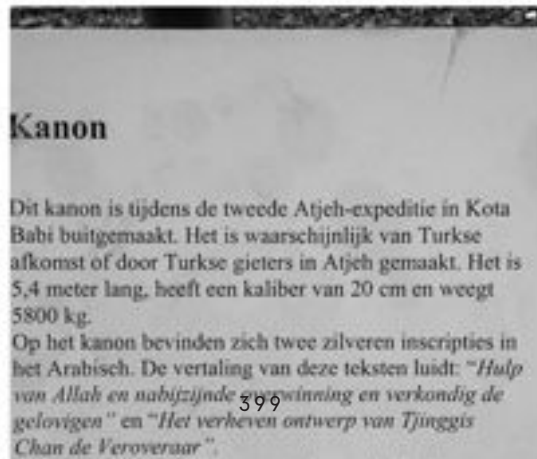 Kanon
Dit kanon is tijdens de tweede Atjeh-expeditie in Kota
Babi buitgemaakt. Het is waarschijnlijk van Turkse
afkomst of door Turkse gieters in Atjeh gemaakt. Het is
5,4 meter lang, heeft een kaliber van 20 cm en weegt
5800 kg.
Op het kanon bevinden zich twee zilveren inscripties in
het Arabisch. De vertaling van deze teksten luidt: “Hulp
van Allah en nabijzijnde overwinning en verkondig de
399
gelovigen” en “Het verheven ontwerp van Tjinggis
Chan de Veroveraar”.